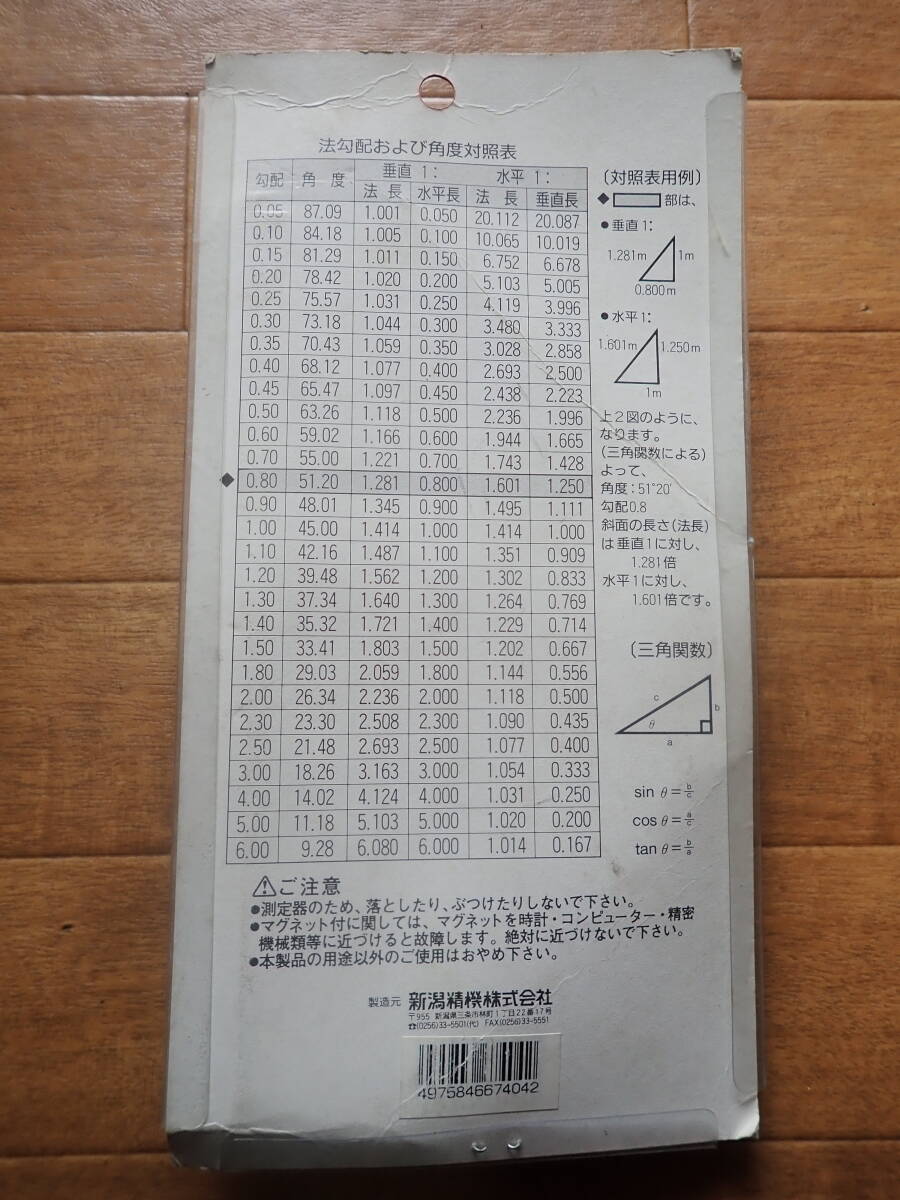 法勾配および角度対照表
勾配 角度 垂直1: 水平1:
法長 水平長 法長 垂直長
0.05 87.09 1.001 0.050 20.112 20.087
0.10 84.18 1.005 0.100 10.065 10.019
0.15 81.29 1.011 0.150 6.752 6.678
0.20 78.42 1.020 0.200 5.103 5.005
0.25 75.57 1.031 0.250 4.119 3.996
0.30 73.18 1.044 0.300 3.480 3.333
0.35 70.43 1.059 0.350 3.028 2.858
0.40 68.12 1.077 0.400 2.693 2.500
0.45 65.47 1.097 0.450 2.438 2.223
0.50 63.26 1.118 0.500 2.236 1.996
0.60 59.02 1.166 0.600 1.944 1.665
0.70 55.00 1.221 0.700 1.743 1.428
◆ 0.80 51.20 1.281 0.800 1.601 1.250
0.90 48.01 1.345 0.900 1.495 1.111
1.00 45.00 1.414 1.000 1.414 1.000
1.10 42.16 1.487 1.100 1.351 0.909
1.20 39.48 1.562 1.200 1.302 0.833
1.30 37.34 1.640 1.300 1.264 0.769
1.40 35.32 1.721 1.400 1.229 0.714
1.50 33.41 1.803 1.500 1.202 0.667
1.80 29.03 2.059 1.800 1.144 0.556
2.00 26.34 2.236 2.000 1.118 0.500
2.30 23.30 2.508 2.300 1.090 0.435
2.50 21.48 2.693 2.500 1.077 0.400
3.00 18.26 3.163 3.000 1.054 0.333
4.00 14.02 4.124 4.000 1.031 0.250
5.00 11.18 5.103 5.000 1.020 0.200
6.00 9.28 6.080 6.000 1.014 0.167
〔対照表用例〕
◆ 部は、
●垂直1:
1.281m 1m
0.800m
●水平1:
1.601m 1.250m
1m
上2図のように、
なります。
(三角関数による)
よって、
角度:51°20′
勾配0.8
斜面の長さ(法長)
は垂直1に対し、
1.281倍
水平1に対し、
1.601倍です。
〔三角関数〕
c
b
θ
a
sin θ=b/c
cos θ=a/c
tan θ=b/a
⚠ご注意
●測定器のため、落としたり、ぶつけたりしないで下さい。
●マグネット付に関しては、マグネットを時計・コンピューター・精密
機械類等に近づけると故障します。絶対に近づけないで下さい。
●本製品の用途以外のご使用はおやめ下さい。
製造元 新潟精機株式会社
〒955 新潟県三条市林町1丁目22番17号
☎(0256)33-5501(代) FAX(0256)33-5551
4975846674042